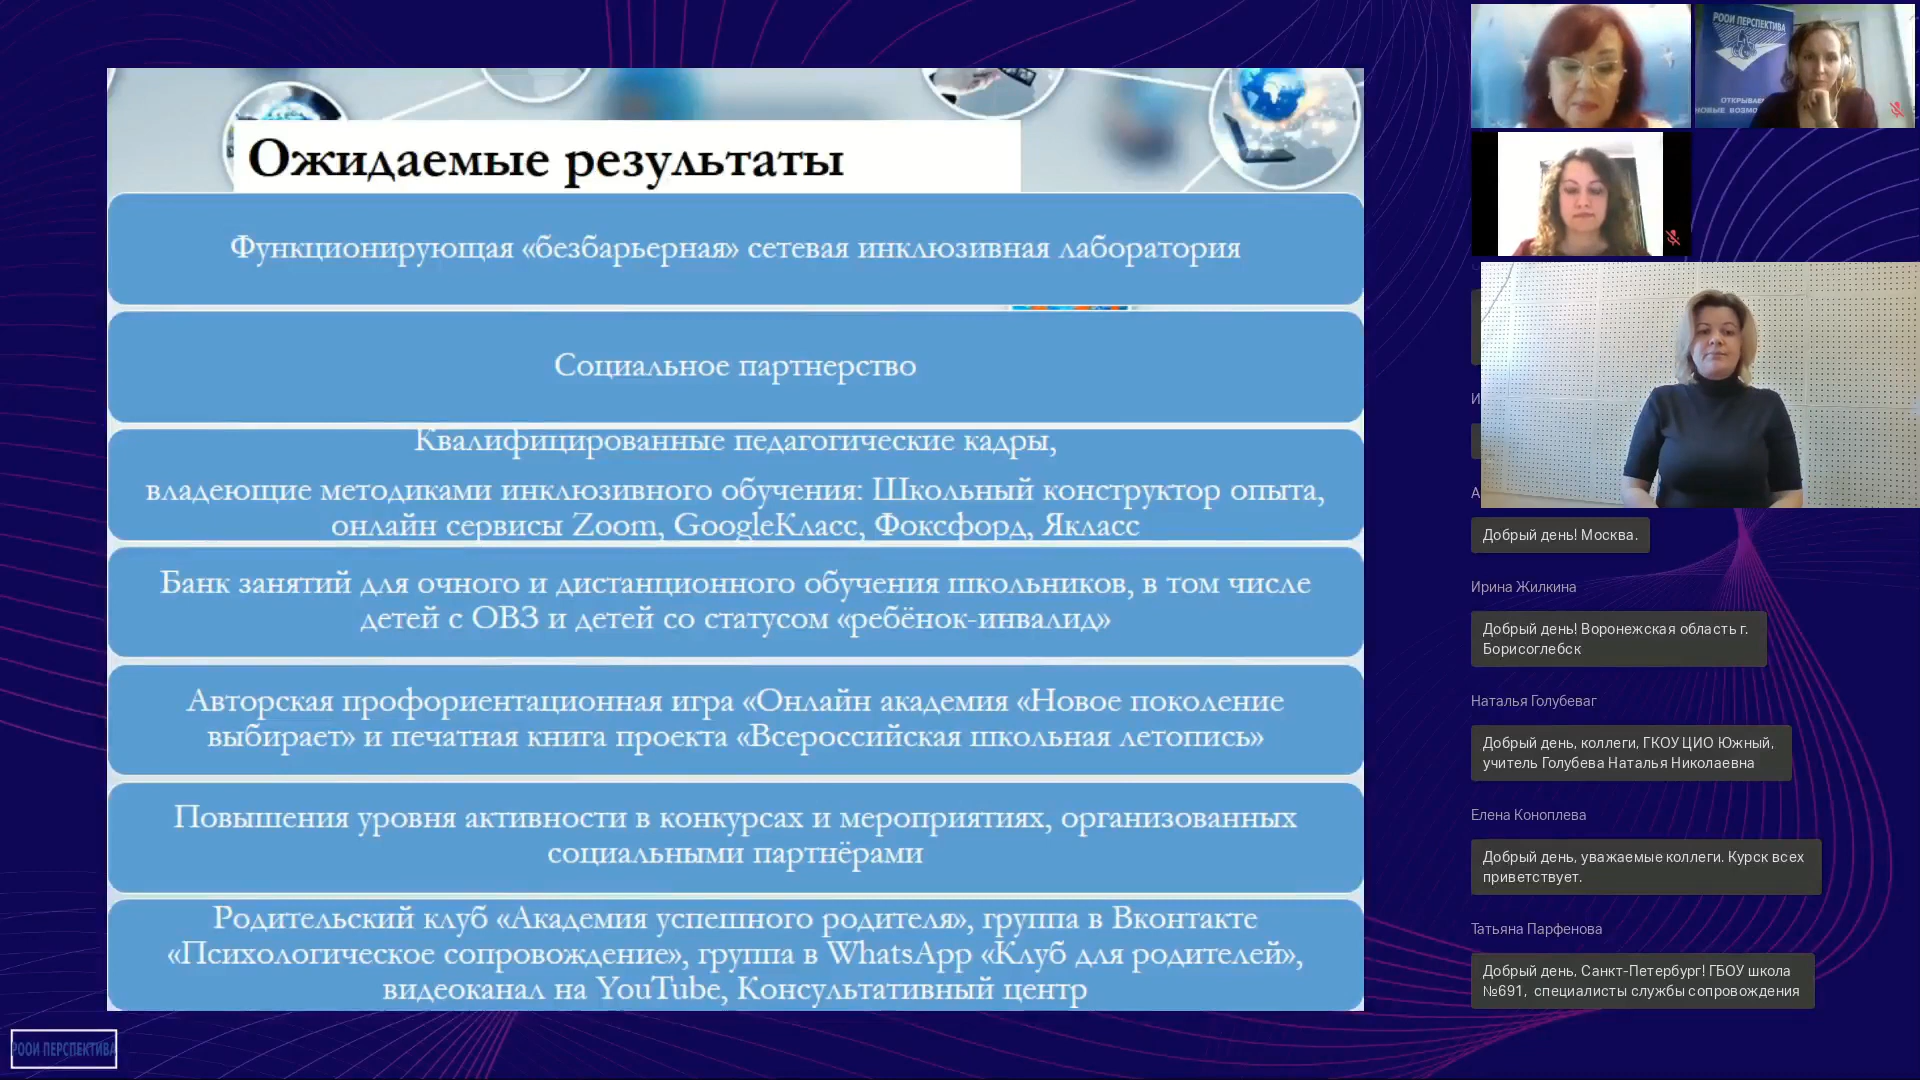 Ожидаемые результаты
Функционирующая «безбарьерная» сетевая инклюзивная лаборатория
Социальное партнерство
Квалифицированные педагогические кадры,
владеющие методиками инклюзивного обучения: Школьный конструктор опыта,
онлайн сервисы Zoom, GoogleКласс, Фоксфорд, Якласс
Банк занятий для очного и дистанционного обучения школьников, в том числе
детей с ОВЗ и детей со статусом «ребёнок-инвалид»
Авторская профориентационная игра «Онлайн академия «Новое поколение
выбирает» и печатная книга проекта «Всероссийская школьная летопись»
Повышения уровня активности в конкурсах и мероприятиях, организованных
социальными партнёрами
Родительский клуб «Академия успешного родителя», группа в Вконтакте
«Психологическое сопровождение», группа в WhatsApp «Клуб для родителей»,
видеоканал на YouTube, Консультативный центр
РООИ ПЕРСПЕКТИВА
РООИ ПЕРСПЕКТИВА
ОТКРЫВАЕ
НОВЫЕ ВОЗМО
И
А
Добрый день! Москва.
Ирина Жилкина
Добрый день! Воронежская область г.
Борисоглебск
Наталья Голубеваг
Добрый день, коллеги, ГКОУ ЦИО Южный,
учитель Голубева Наталья Николаевна
Елена Коноплева
Добрый день, уважаемые коллеги. Курск всех
приветствует.
Татьяна Парфенова
Добрый день, Санкт-Петербург! ГБОУ школа
№691, специалисты службы сопровождения